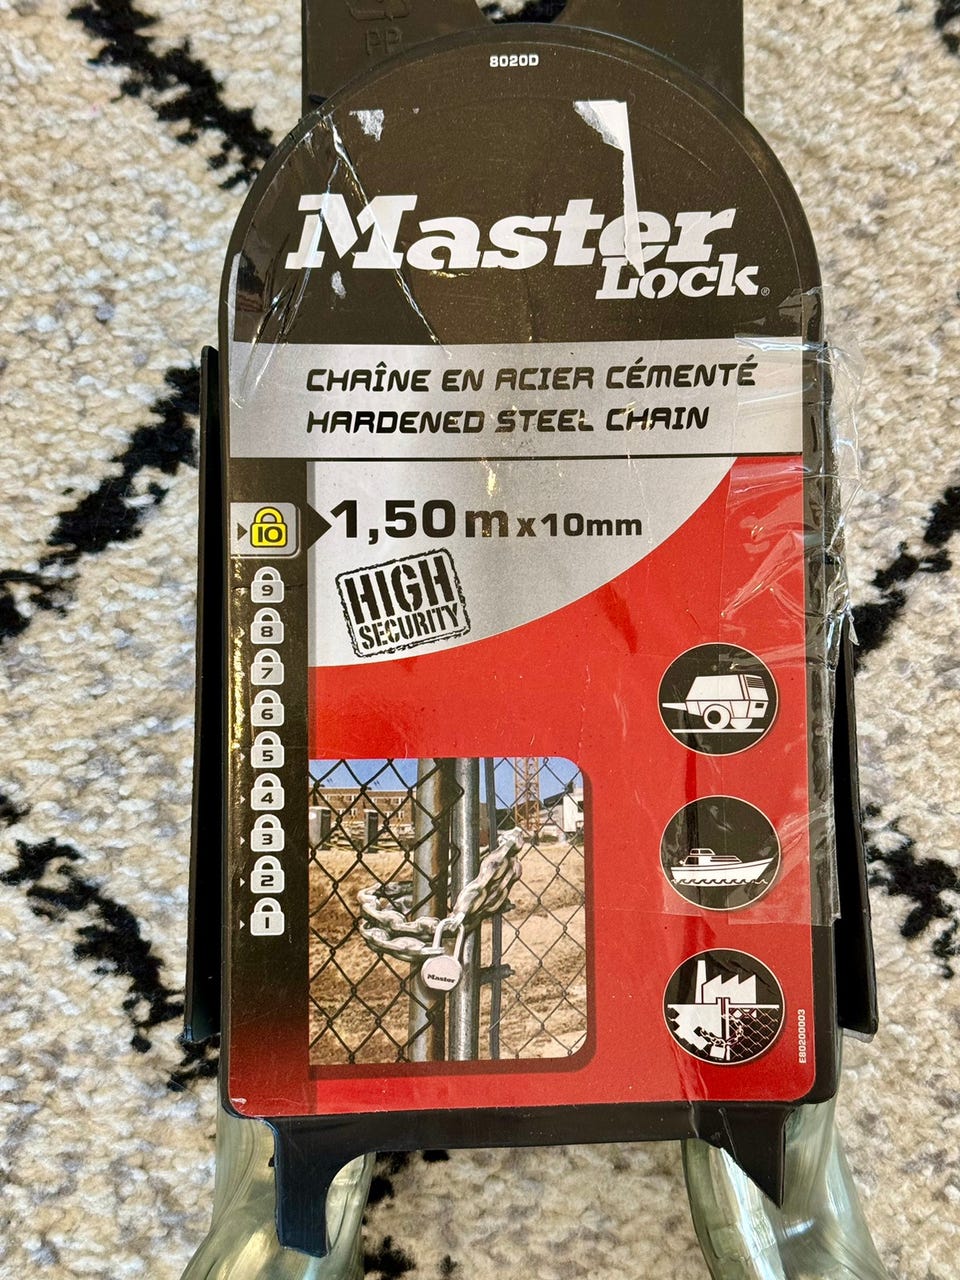 PP
8020D
Master
Lock®
CHAÎNE EN ACIER CÉMENTÉ
HARDENED STEEL CHAIN
1,50 m x 10mm
HIGH
SECURITY
10
9
8
7
6
5
4
3
2
1
Master
E80200003